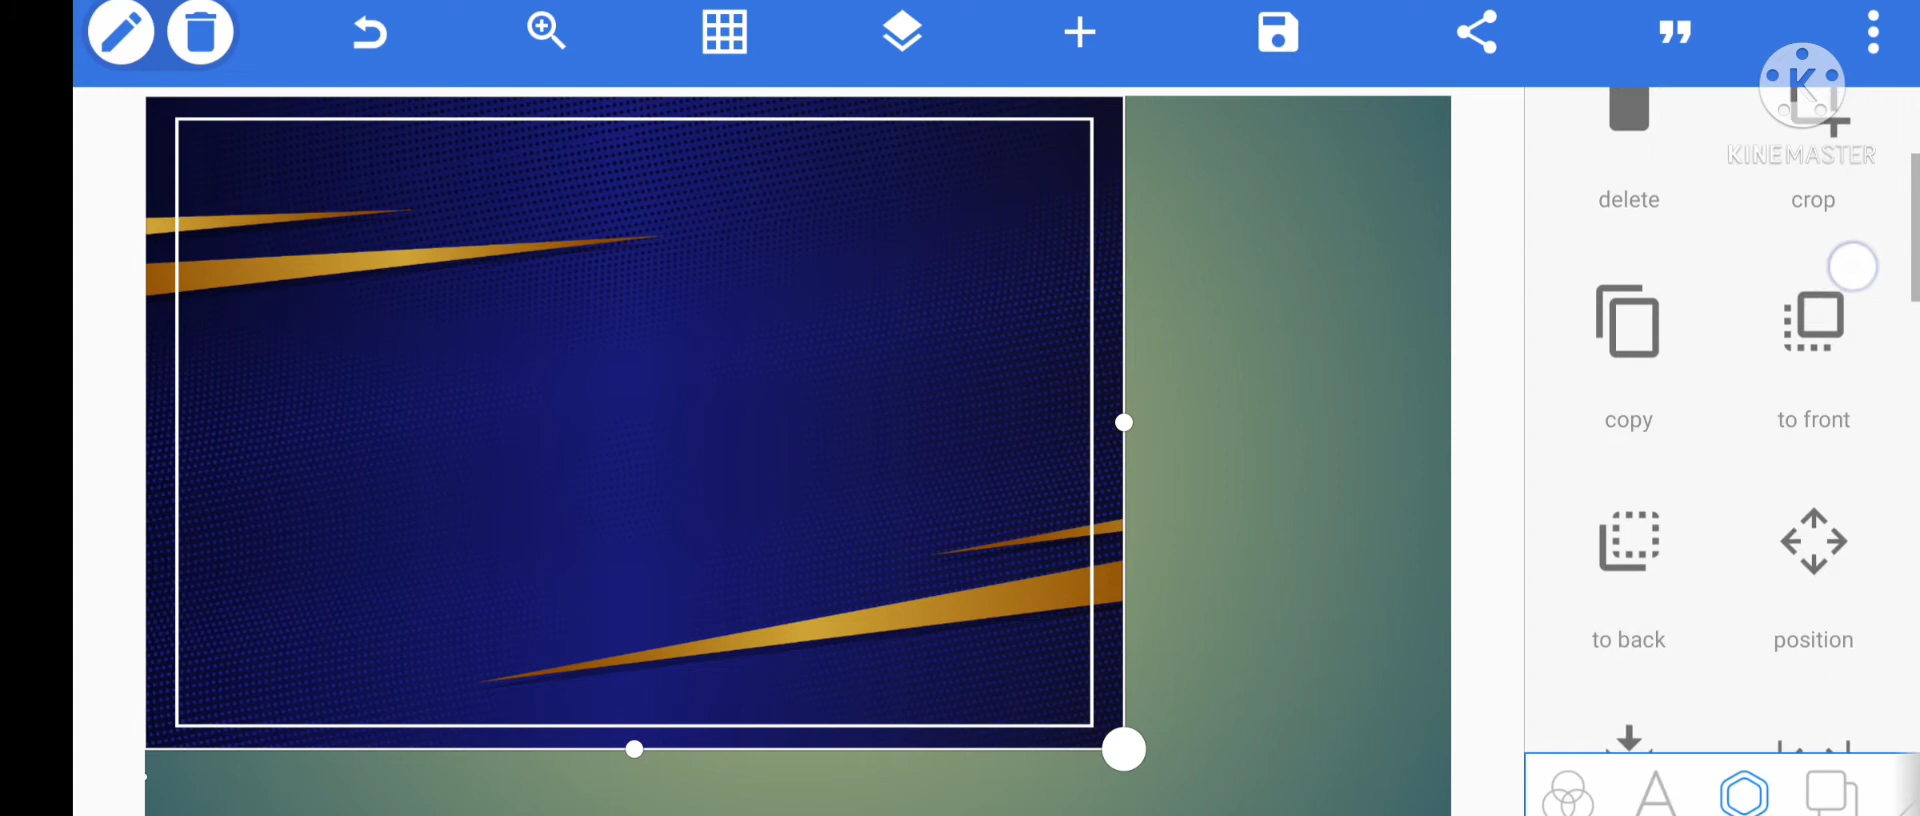 K
KINEMASTER
delete
crop
copy
to front
to back
position